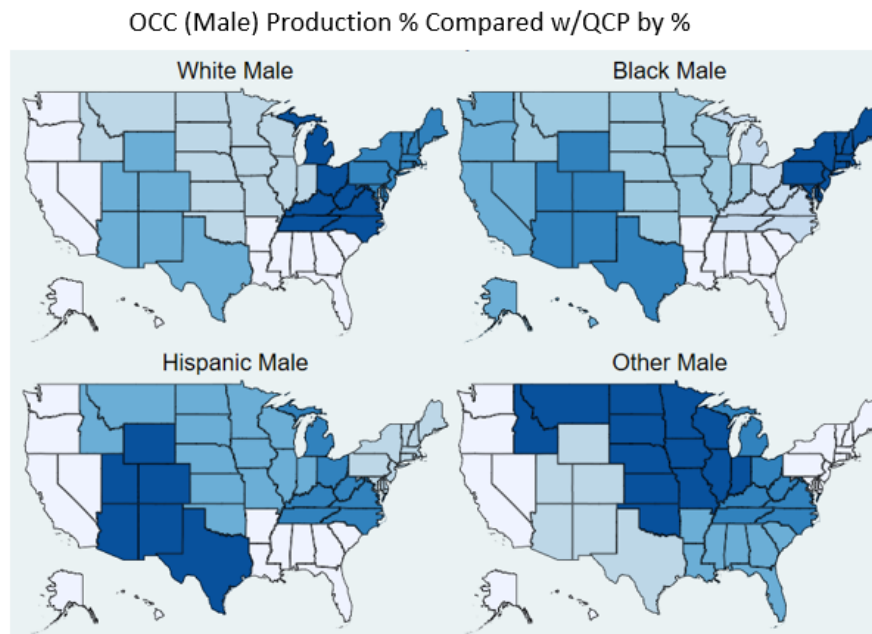 OCC (Male) Production % Compared w/QCP by %
White Male
Black Male
Hispanic Male
Other Male